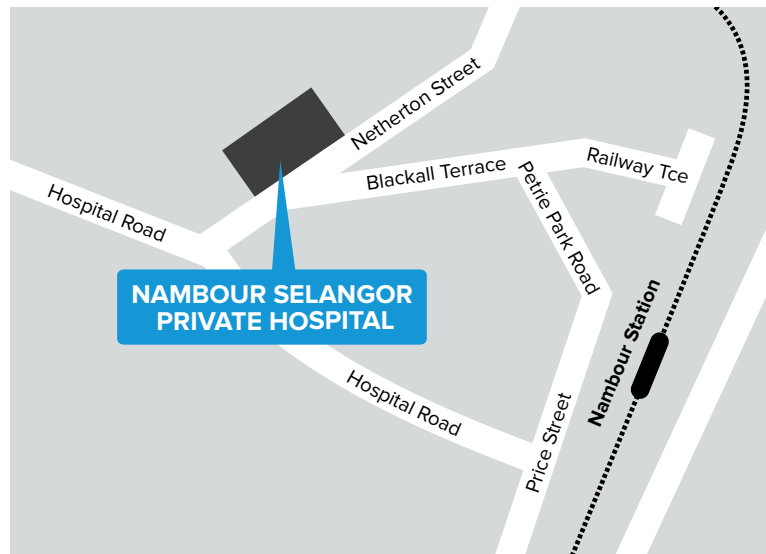 Netherton Street
Blackall Terrace
Railway Tce
Petrie Park Road
Hospital Road
NAMBOUR SELANGOR
PRIVATE HOSPITAL
Nambour Station
Hospital Road
Price Street